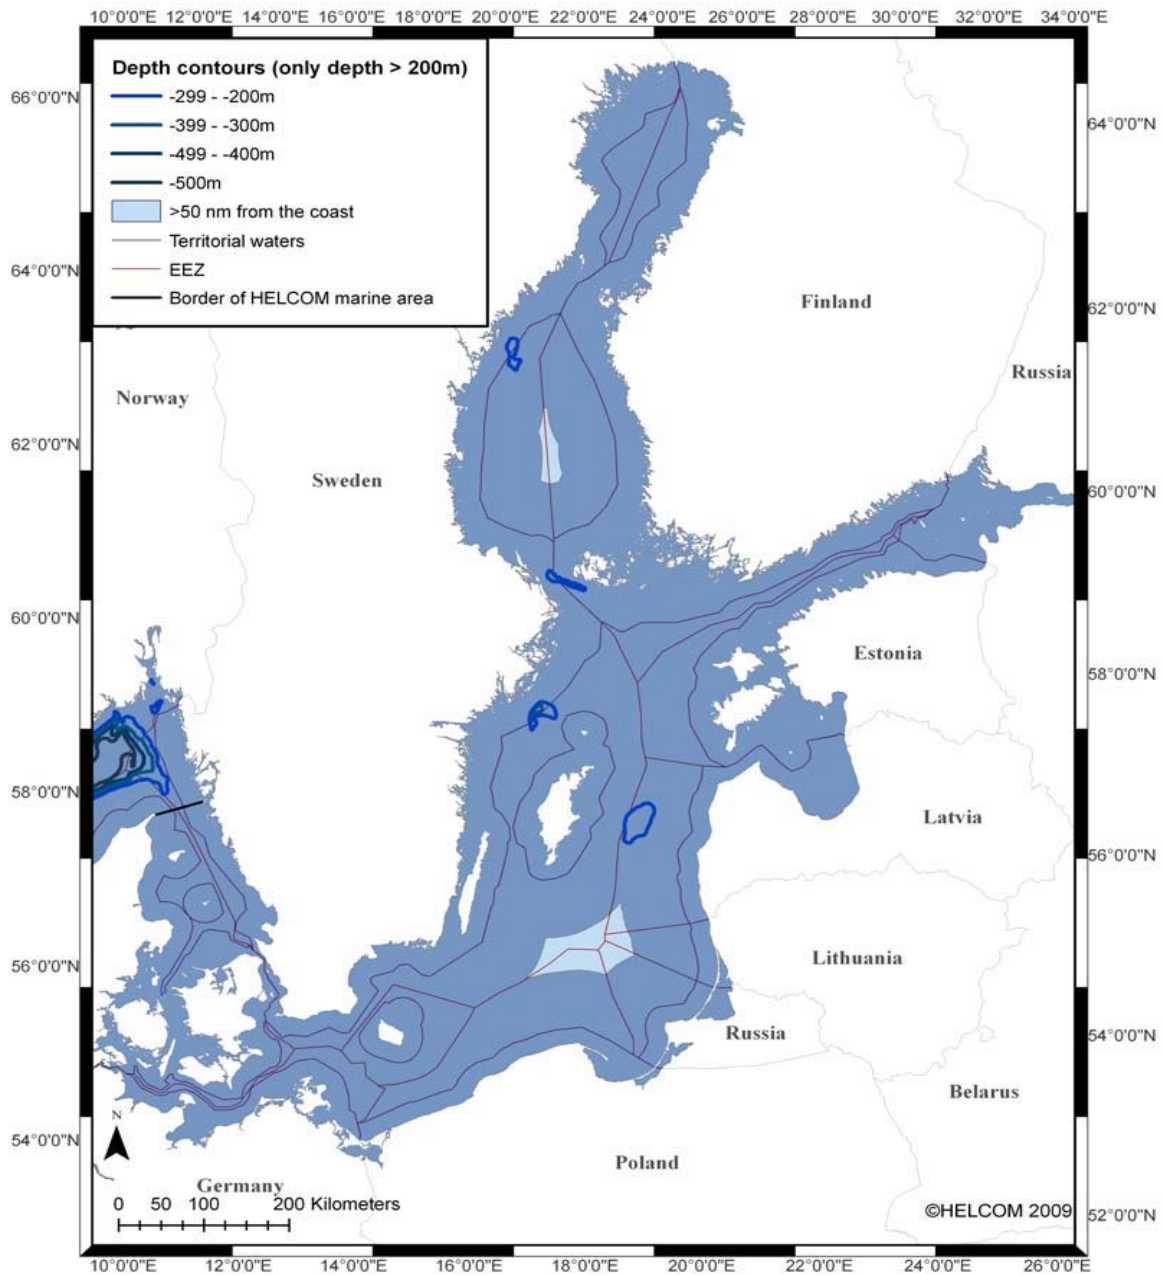 10°0'0"E 12°0'0"E 14°0'0"E 16°0'0"E 18°0'0"E 20°0'0"E 22°0'0"E 24°0'0"E 26°0'0"E 28°0'0"E 30°0'0"E 32°0'0"E 34°0'0"E
Depth contours (only depth > 200m)
-299 - -200m
-399 - -300m
-499 - -400m
-500m
>50 nm from the coast
Territorial waters
EEZ
Border of HELCOM marine area
66°0'0"N
64°0'0"N
64°0'0"N
62°0'0"N
Finland
Russia
Norway
62°0'0"N
Sweden
60°0'0"N
60°0'0"N
Estonia
58°0'0"N
58°0'0"N
Latvia
56°0'0"N
56°0'0"N
Lithuania
Russia
54°0'0"N
Belarus
N
54°0'0"N
Poland
Germany
0 50 100 200 Kilometers
©HELCOM 2009
52°0'0"N
10°0'0"E 12°0'0"E 14°0'0"E 16°0'0"E 18°0'0"E 20°0'0"E 22°0'0"E 24°0'0"E 26°0'0"E